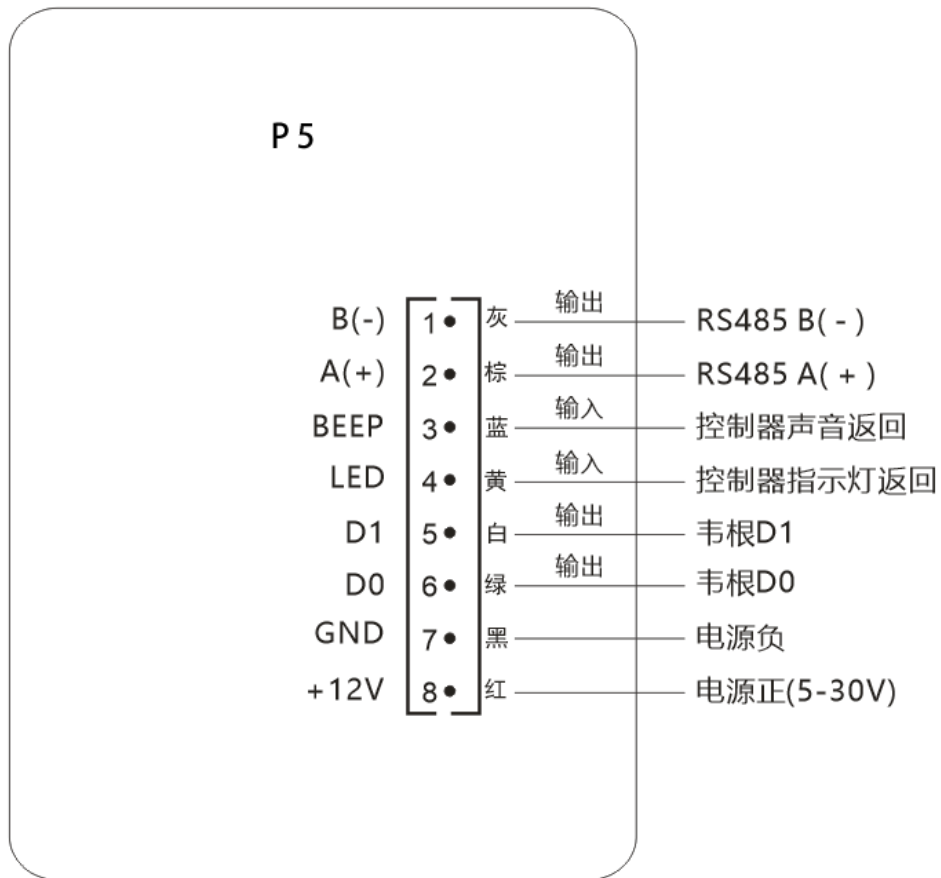 P 5
B(-) 1 灰 输出 RS485 B( - )
A(+) 2 棕 输出 RS485 A( + )
BEEP 3 蓝 输入 控制器声音返回
LED 4 黄 输入 控制器指示灯返回
D1 5 白 输出 韦根D1
D0 6 绿 输出 韦根D0
GND 7 黑 电源负
+12V 8 红 电源正(5-30V)